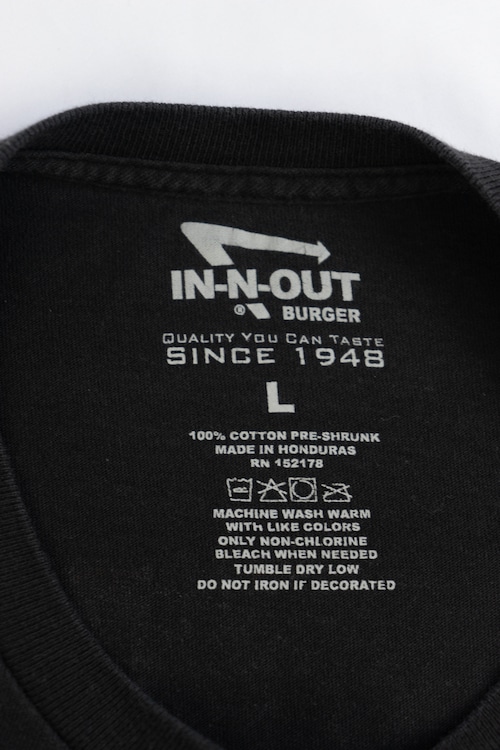 IN-N-OUT
® BURGER
QUALITY YOU CAN TASTE
SINCE 1948
L
100% COTTON PRE-SHRUNK
MADE IN HONDURAS
RN 152178
MACHINE WASH WARM
WITH LIKE COLORS
ONLY NON-CHLORINE
BLEACH WHEN NEEDED
TUMBLE DRY LOW
DO NOT IRON IF DECORATED